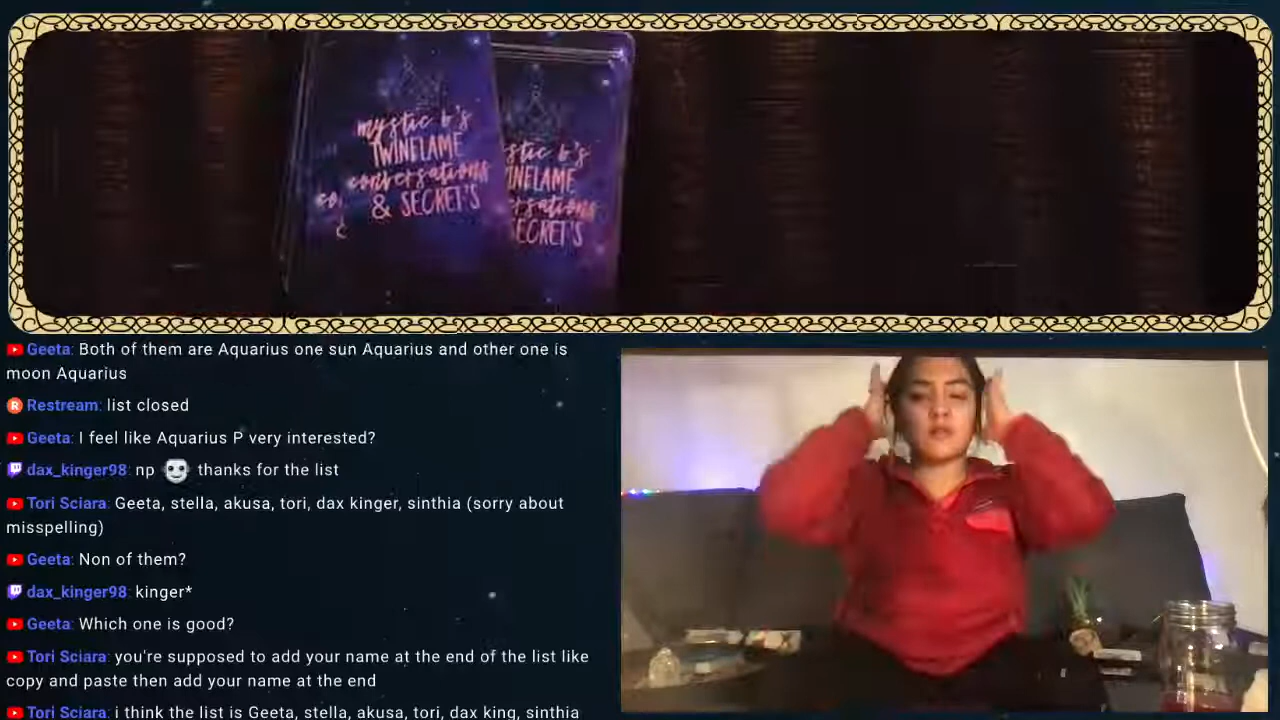 mystic b's
TWINFLAME
conversations
& SECRET'S
stic b's
INFLAME
rsations
ECRET'S
Geeta: Both of them are Aquarius one sun Aquarius and other one is
moon Aquarius
Restream: list closed
Geeta: I feel like Aquarius P very interested?
dax_kinger98: np thanks for the list
Tori Sciara: Geeta, stella, akusa, tori, dax kinger, sinthia (sorry about
misspelling)
Geeta: Non of them?
dax_kinger98: kinger*
Geeta: Which one is good?
Tori Sciara: you're supposed to add your name at the end of the list like
copy and paste then add your name at the end
Tori Sciara: i think the list is Geeta, stella, akusa, tori, dax king, sinthia